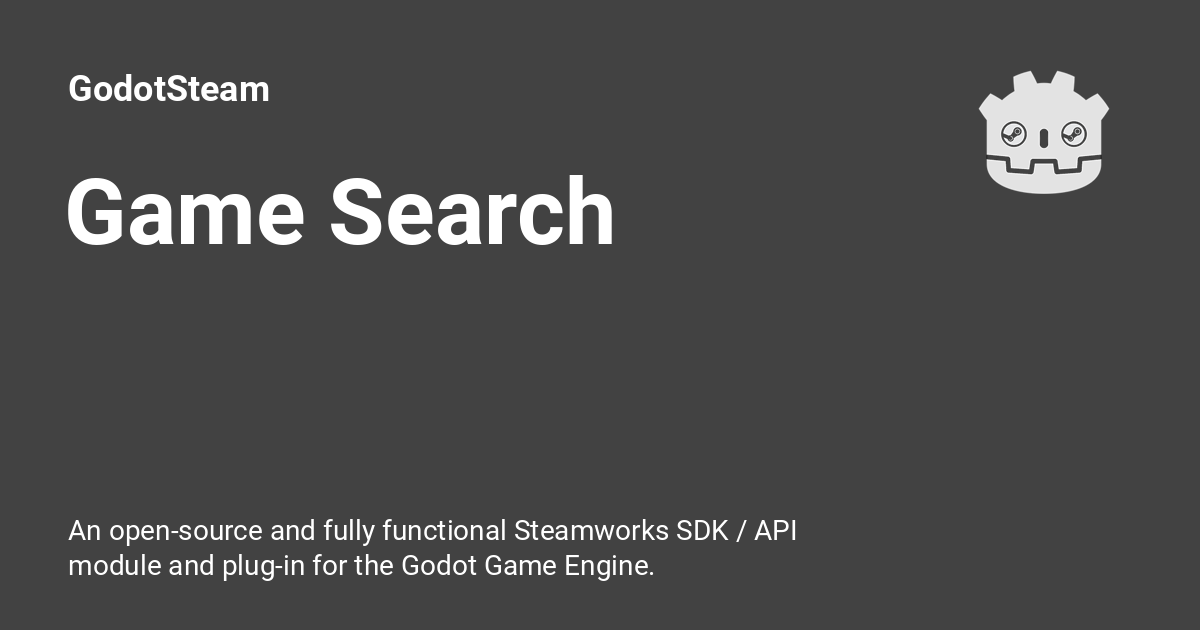 GodotSteam
Game Search
An open-source and fully functional Steamworks SDK / API
module and plug-in for the Godot Game Engine.